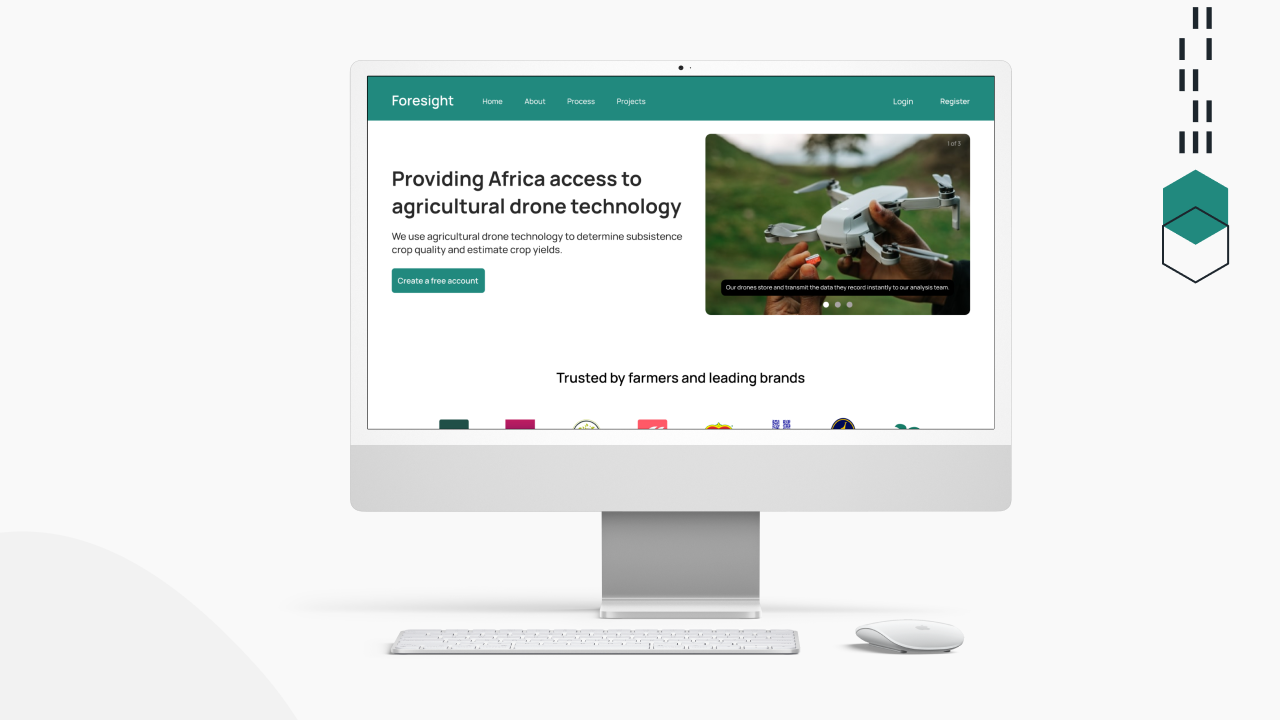 Foresight
Home
About
Process
Projects
Login
Register
1 of 3
Providing Africa access to
agricultural drone technology
We use agricultural drone technology to determine subsistence
crop quality and estimate crop yields.
Create a free account
Our drones store and transmit the data they record instantly to our analysis team.
Trusted by farmers and leading brands